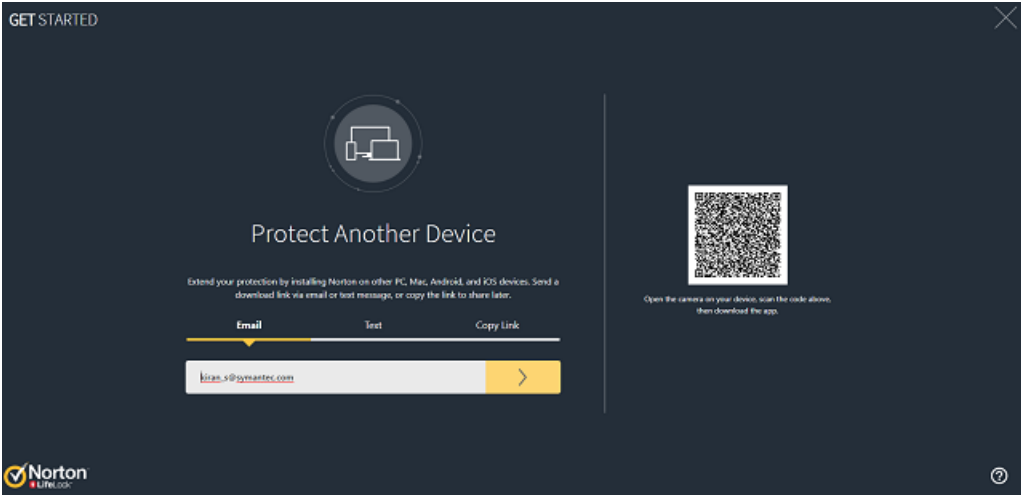 GET STARTED
Protect Another Device
Extend your protection by installing Norton on other PC, Mac, Android, and iOS devices. Send a
download link via email or text message, or copy the link to share later.
Email
Text
Copy Link
kiran_s@symantec.com
Open the camera on your device, scan the code above,
then download the app.
Norton
LifeLock
?